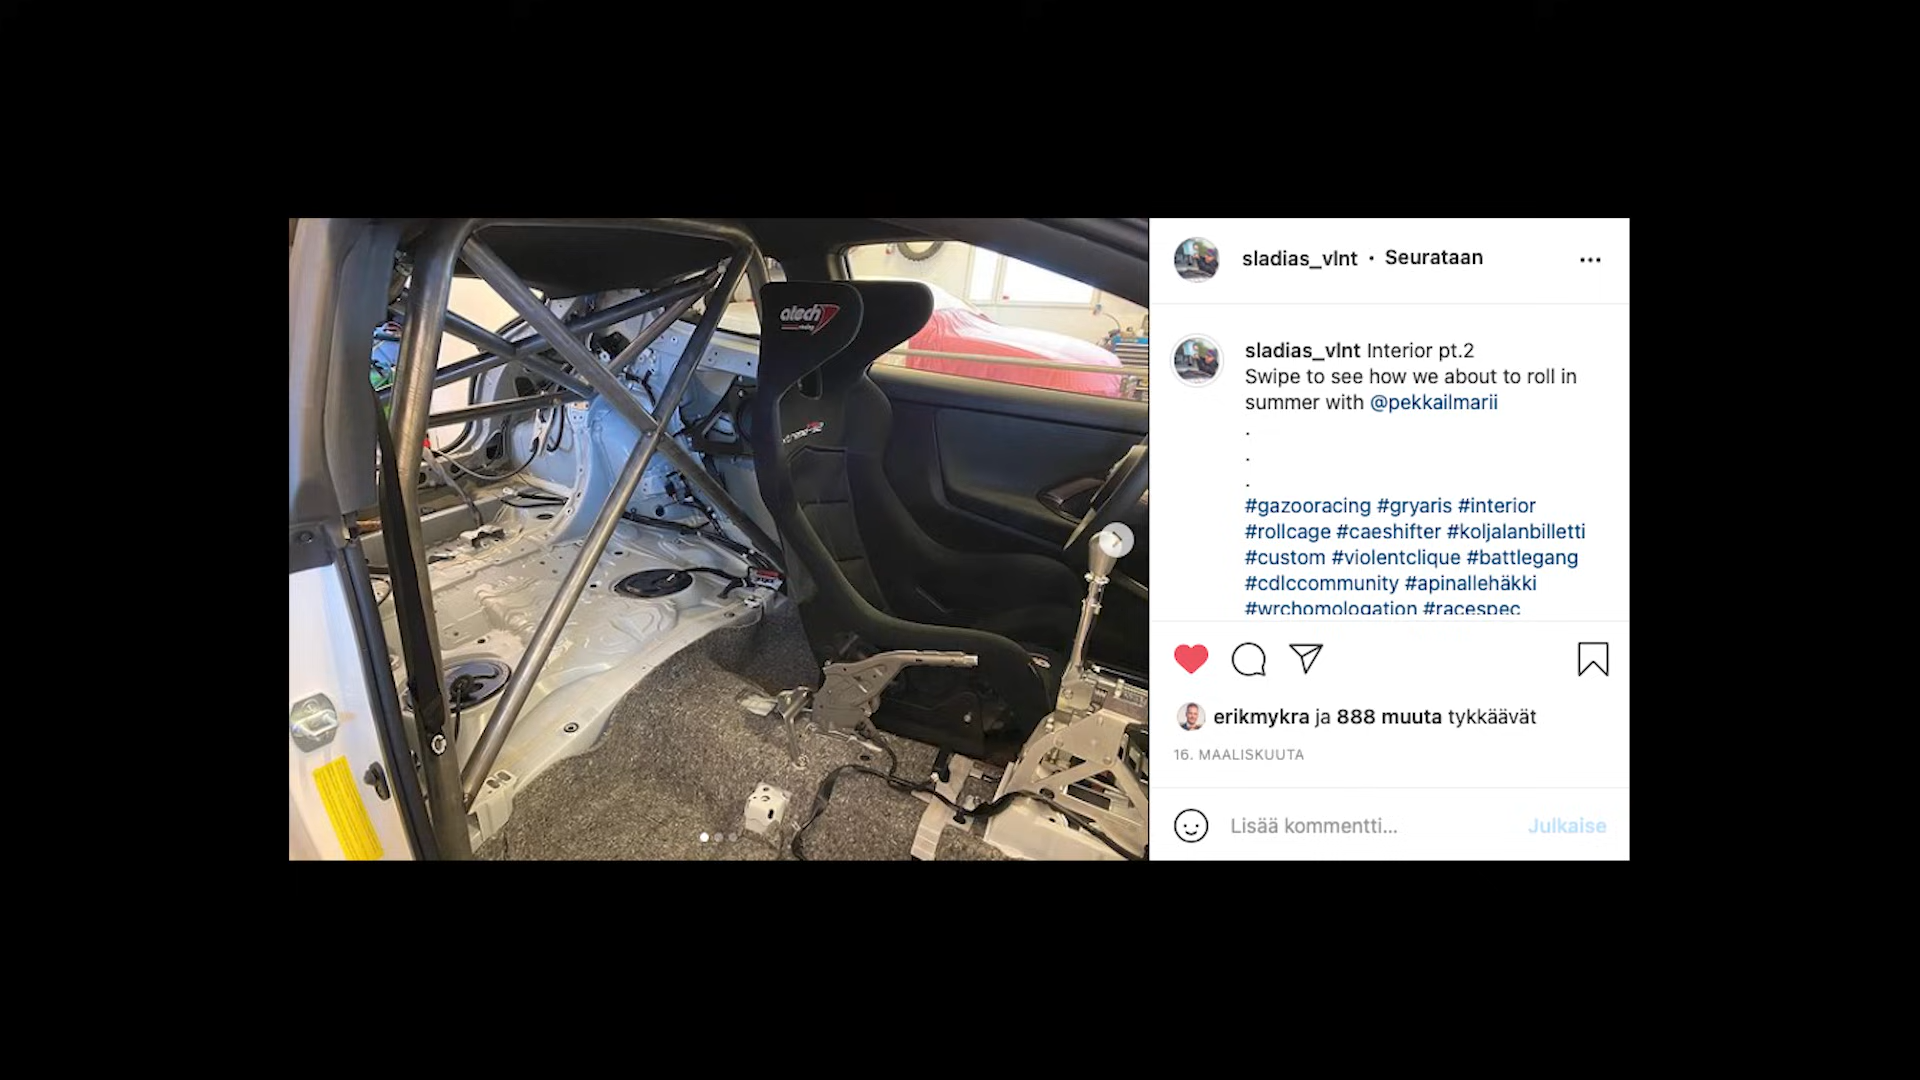 atech
racing
sladias_vlnt • Seurataan
sladias_vlnt Interior pt.2
Swipe to see how we about to roll in
summer with @pekkailmarii
.
.
.
#gazooracing #gryaris #interior
#rollcage #caeshifter #koljalanbilletti
#custom #violentclique #battlegang
#cdlccommunity #apinallehäkki
#wrchomologation #racespec
erikmykra ja 888 muuta tykkäävät
16. MAALISKUUTA
Lisää kommentti...
Julkaise